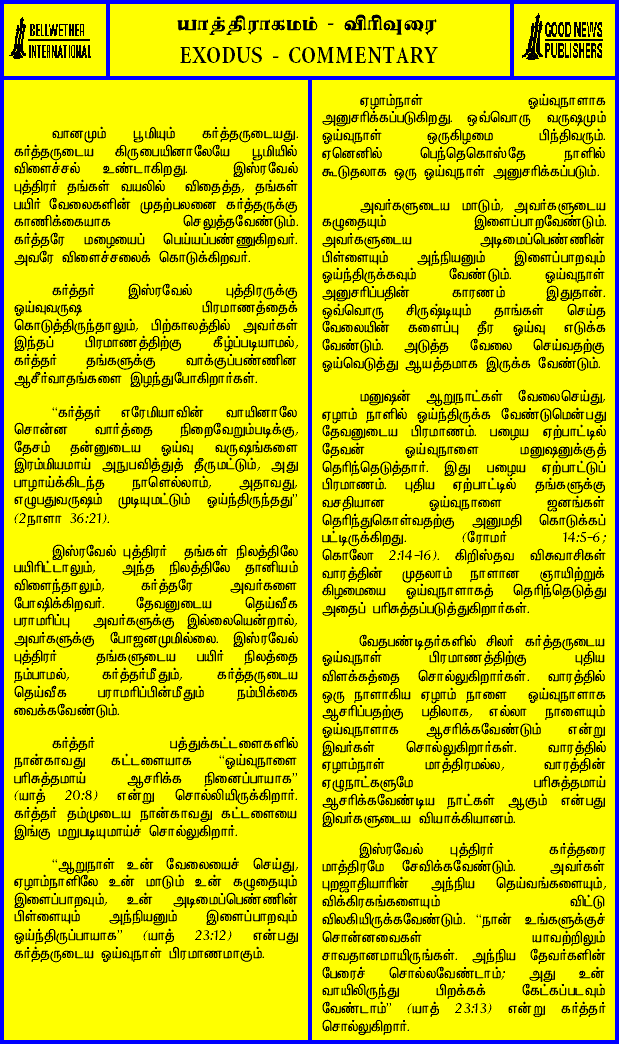 BELLWETHER
INTERNATIONAL
யாத்திராகமம் - விரிவுரை
EXODUS - COMMENTARY
GOOD NEWS
PUBLISHERS
வானமும் பூமியும் கர்த்தருடையது.
கர்த்தருடைய கிருபையினாலேயே பூமியில்
விளைச்சல் உண்டாகிறது. இஸ்ரவேல்
புத்திரர் தங்கள் வயலில் விதைத்த, தங்கள்
பயிர் வேலைகளின் முதற்பலனை கர்த்தருக்கு
காணிக்கையாக செலுத்தவேண்டும்.
கர்த்தரே மழையைப் பெய்யப்பண்ணுகிறவர்.
அவரே விளைச்சலைக் கொடுக்கிறவர்.
கர்த்தர் இஸ்ரவேல் புத்திரருக்கு
ஓய்வுவருஷ பிரமாணத்தைக்
கொடுத்திருந்தாலும், பிற்காலத்தில் அவர்கள்
இந்தப் பிரமாணத்திற்கு கீழ்ப்படியாமல்,
கர்த்தர் தங்களுக்கு வாக்குப்பண்ணின
ஆசீர்வாதங்களை இழந்துபோகிறார்கள்.
“கர்த்தர் எரேமியாவின் வாயினாலே
சொன்ன வார்த்தை நிறைவேறும்படிக்கு,
தேசம் தன்னுடைய ஓய்வு வருஷங்களை
இரம்மியமாய் அநுபவித்துத் தீருமட்டும், அது
பாழாய்க்கிடந்த நாளெல்லாம், அதாவது,
எழுபதுவருஷம் முடியுமட்டும் ஓய்ந்திருந்தது”
(2நாளா 36:21).
இஸ்ரவேல் புத்திரர் தங்கள் நிலத்திலே
பயிரிட்டாலும், அந்த நிலத்திலே தானியம்
விளைந்தாலும், கர்த்தரே அவர்களை
போஷிக்கிறவர். தேவனுடைய தெய்வீக
பராமரிப்பு அவர்களுக்கு இல்லையென்றால்,
அவர்களுக்கு போஜனமுமில்லை. இஸ்ரவேல்
புத்திரர் தங்களுடைய பயிர் நிலத்தை
நம்பாமல், கர்த்தர்மீதும், கர்த்தருடைய
தெய்வீக பராமரிப்பின்மீதும் நம்பிக்கை
வைக்கவேண்டும்.
கர்த்தர் பத்துக்கட்டளைகளில்
நான்காவது கட்டளையாக “ஓய்வுநாளை
பரிசுத்தமாய் ஆசரிக்க நினைப்பாயாக”
(யாத் 20:8) என்று சொல்லியிருக்கிறார்.
கர்த்தர் தம்முடைய நான்காவது கட்டளையை
இங்கு மறுபடியுமாய்ச் சொல்லுகிறார்.
“ஆறுநாள் உன் வேலையைச் செய்து,
ஏழாம்நாளிலே உன் மாடும் உன் கழுதையும்
இளைப்பாறவும், உன் அடிமைப்பெண்ணின்
பிள்ளையும் அந்நியனும் இளைப்பாறவும்
ஓய்ந்திருப்பாயாக” (யாத் 23:12) என்பது
கர்த்தருடைய ஓய்வுநாள் பிரமாணமாகும்.
ஏழாம்நாள் ஓய்வுநாளாக
அனுசரிக்கப்படுகிறது. ஒவ்வொரு வருஷமும்
ஓய்வுநாள் ஒருகிழமை பிந்திவரும்.
ஏனெனில் பெந்தெகொஸ்தே நாளில்
கூடுதலாக ஒரு ஓய்வுநாள் அனுசரிக்கப்படும்.
அவர்களுடைய மாடும், அவர்களுடைய
கழுதையும் இளைப்பாறவேண்டும்.
அவர்களுடைய அடிமைப்பெண்ணின்
பிள்ளையும் அந்நியனும் இளைப்பாறவும்
ஓய்ந்திருக்கவும் வேண்டும். ஓய்வுநாள்
அனுசரிப்பதின் காரணம் இதுதான்.
ஒவ்வொரு சிருஷ்டியும் தாங்கள் செய்த
வேலையின் களைப்பு தீர ஓய்வு எடுக்க
வேண்டும். அடுத்த வேலை செய்வதற்கு
ஓய்வெடுத்து ஆயத்தமாக இருக்க வேண்டும்.
மனுஷன் ஆறுநாட்கள் வேலைசெய்து,
ஏழாம் நாளில் ஓய்ந்திருக்க வேண்டுமென்பது
தேவனுடைய பிரமாணம். பழைய ஏற்பாட்டில்
தேவன் ஓய்வுநாளை மனுஷனுக்குத்
தெரிந்தெடுத்தார். இது பழைய ஏற்பாட்டுப்
பிரமாணம். புதிய ஏற்பாட்டில் தங்களுக்கு
வசதியான ஓய்வுநாளை ஜனங்கள்
தெரிந்துகொள்வதற்கு அனுமதி கொடுக்கப்
பட்டிருக்கிறது. (ரோமர் 14:5-6;
கொலோ 2:14-16). கிறிஸ்தவ விசுவாசிகள்
வாரத்தின் முதலாம் நாளான ஞாயிற்றுக்
கிழமையை ஓய்வுநாளாகத் தெரிந்தெடுத்து
அதைப் பரிசுத்தப்படுத்துகிறார்கள்.
வேதபண்டிதர்களில் சிலர் கர்த்தருடைய
ஓய்வுநாள் பிரமாணத்திற்கு புதிய
விளக்கத்தை சொல்லுகிறார்கள். வாரத்தில்
ஒரு நாளாகிய ஏழாம் நாளை ஓய்வுநாளாக
ஆசரிப்பதற்கு பதிலாக, எல்லா நாளையும்
ஓய்வுநாளாக ஆசரிக்கவேண்டும் என்று
இவர்கள் சொல்லுகிறார்கள். வாரத்தில்
ஏழாம்நாள் மாத்திரமல்ல, வாரத்தின்
ஏழுநாட்களுமே பரிசுத்தமாய்
ஆசரிக்கவேண்டிய நாட்கள் ஆகும் என்பது
இவர்களுடைய வியாக்கியானம்.
இஸ்ரவேல் புத்திரர் கர்த்தரை
மாத்திரமே சேவிக்கவேண்டும். அவர்கள்
புறஜாதியாரின் அந்நிய தெய்வங்களையும்,
விக்கிரகங்களையும் விட்டு
விலகியிருக்கவேண்டும். “நான் உங்களுக்குச்
சொன்னவைகள் யாவற்றிலும்
சாவதானமாயிருங்கள். அந்நிய தேவர்களின்
பேரைச் சொல்லவேண்டாம்; அது உன்
வாயிலிருந்து பிறக்கக் கேட்கப்படவும்
வேண்டாம்” (யாத் 23:13) என்று கர்த்தர்
சொல்லுகிறார்.